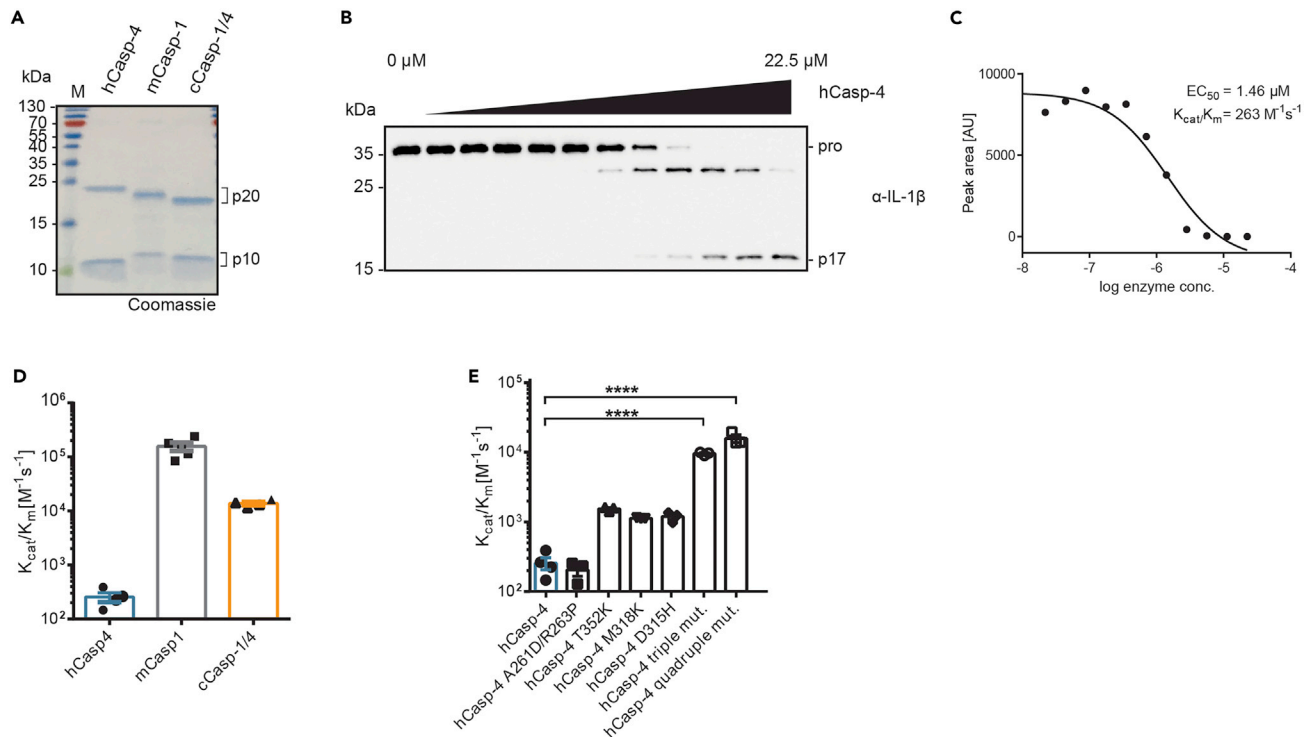 A
hCasp-4
mCasp-1
cCasp-1/4
kDa
M
130
70
55
40
35
25
15
10
p20
p10
Coomassie
B
0 µM
22.5 µM
hCasp-4
kDa
35
25
15
pro
p17
α-IL-1β
C
10000
5000
0
Peak area [AU]
EC50 = 1.46 µM
Kcat/Km= 263 M-1s-1
-8 -7 -6 -5 -4
log enzyme conc.
D
Kcat/Km[M-1s-1]
10^6
10^5
10^4
10^3
10^2
hCasp4
mCasp1
cCasp-1/4
E
Kcat/Km[M-1s-1]
10^5
10^4
10^3
10^2
****
****
hCasp-4
hCasp-4 A261D/R263P
hCasp-4 T352K
hCasp-4 M318K
hCasp-4 D315H
hCasp-4 triple mut.
hCasp-4 quadruple mut.